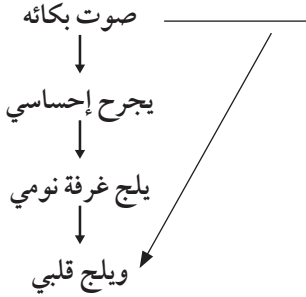 صوت بكائه
يجرح إحساسي
يلج غرفة نومي
ويلج قلبي